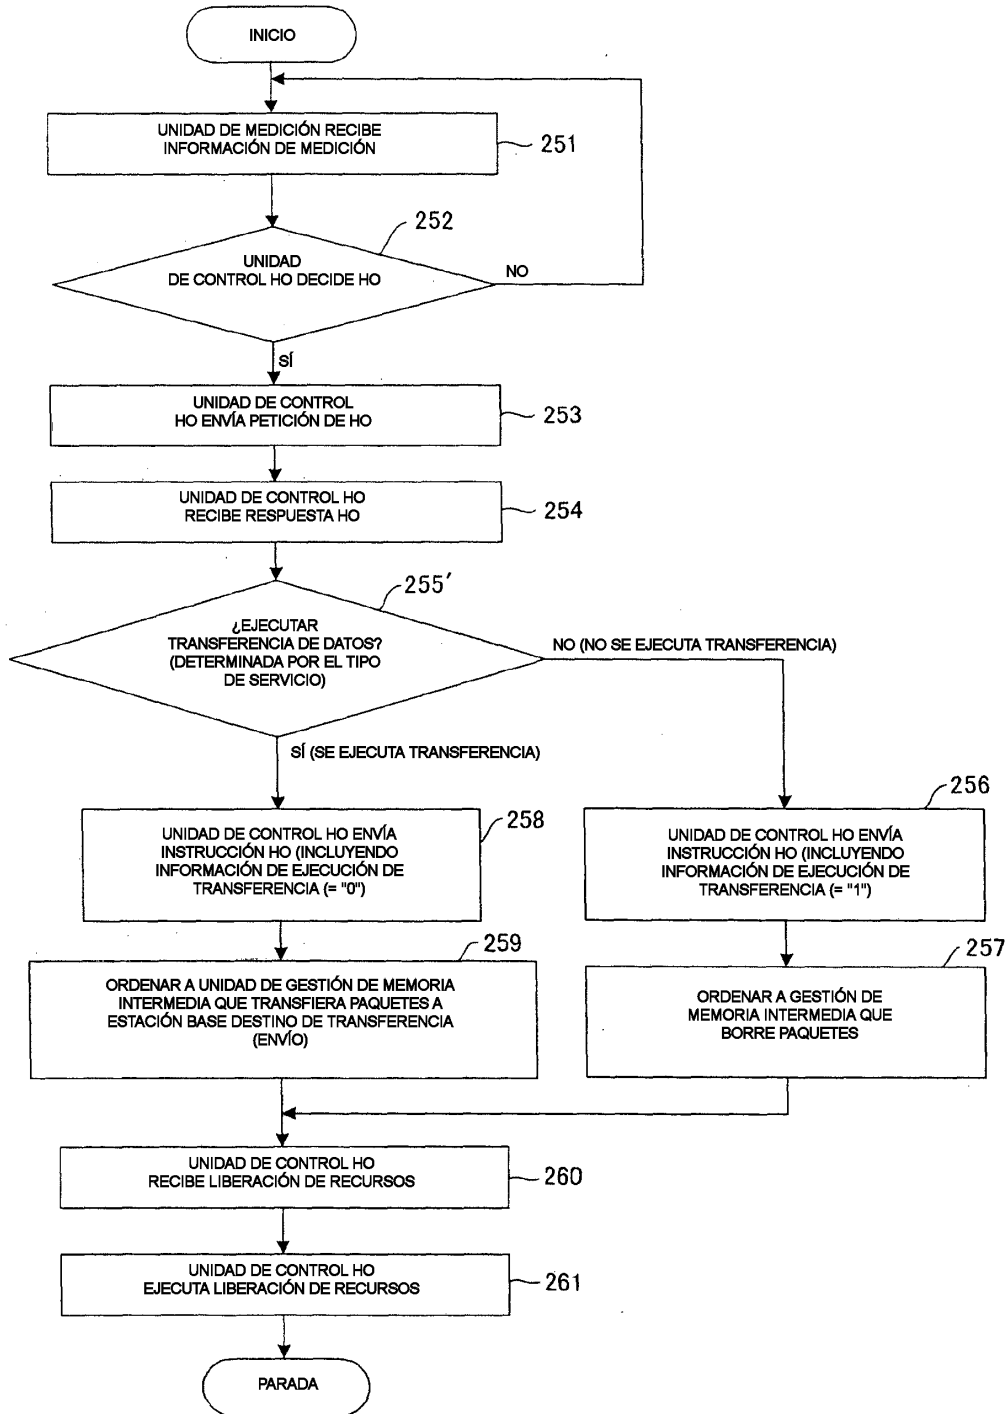 INICIO
UNIDAD DE MEDICIÓN RECIBE
INFORMACIÓN DE MEDICIÓN
251
252
UNIDAD
DE CONTROL HO DECIDE HO
NO
SÍ
UNIDAD DE CONTROL
HO ENVÍA PETICIÓN DE HO
253
UNIDAD DE CONTROL HO
RECIBE RESPUESTA HO
254
255'
¿EJECUTAR
TRANSFERENCIA DE DATOS?
(DETERMINADA POR EL TIPO
DE SERVICIO)
NO (NO SE EJECUTA TRANSFERENCIA)
SÍ (SE EJECUTA TRANSFERENCIA)
258
UNIDAD DE CONTROL HO ENVÍA
INSTRUCCIÓN HO (INCLUYENDO
INFORMACIÓN DE EJECUCIÓN DE
TRANSFERENCIA (= "0")
256
UNIDAD DE CONTROL HO ENVÍA
INSTRUCCIÓN HO (INCLUYENDO
INFORMACIÓN DE EJECUCIÓN DE
TRANSFERENCIA (= "1")
259
ORDENAR A UNIDAD DE GESTIÓN DE MEMORIA
INTERMEDIA QUE TRANSFIERA PAQUETES A
ESTACIÓN BASE DESTINO DE TRANSFERENCIA
(ENVÍO)
257
ORDENAR A GESTIÓN DE
MEMORIA INTERMEDIA QUE
BORRE PAQUETES
UNIDAD DE CONTROL HO
RECIBE LIBERACIÓN DE RECURSOS
260
UNIDAD DE CONTROL HO
EJECUTA LIBERACIÓN DE RECURSOS
261
PARADA